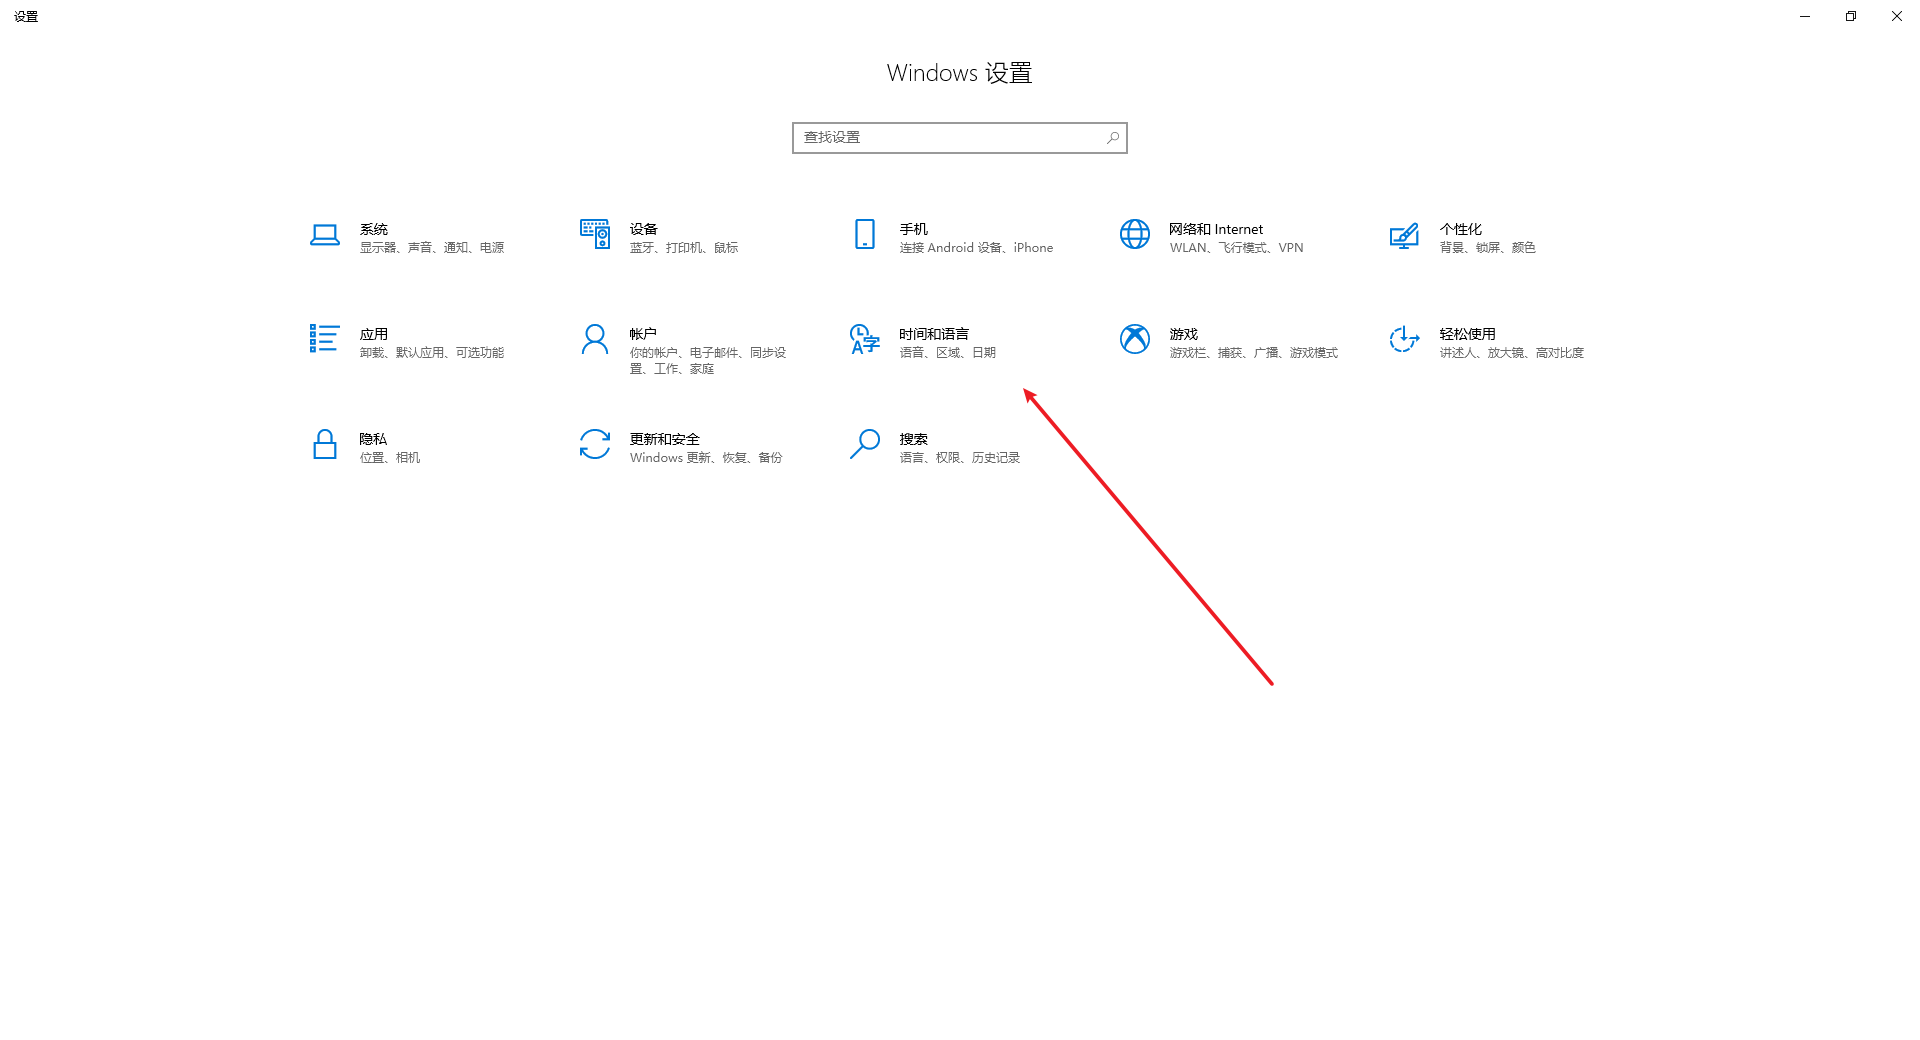 设置
Windows 设置
查找设置
系统
显示器、声音、通知、电源
设备
蓝牙、打印机、鼠标
手机
连接 Android 设备、iPhone
网络和 Internet
WLAN、飞行模式、VPN
个性化
背景、锁屏、颜色
应用
卸载、默认应用、可选功能
帐户
你的帐户、电子邮件、同步设
置、工作、家庭
时间和语言
语音、区域、日期
游戏
游戏栏、捕获、广播、游戏模式
轻松使用
讲述人、放大镜、高对比度
隐私
位置、相机
更新和安全
Windows 更新、恢复、备份
搜索
语言、权限、历史记录